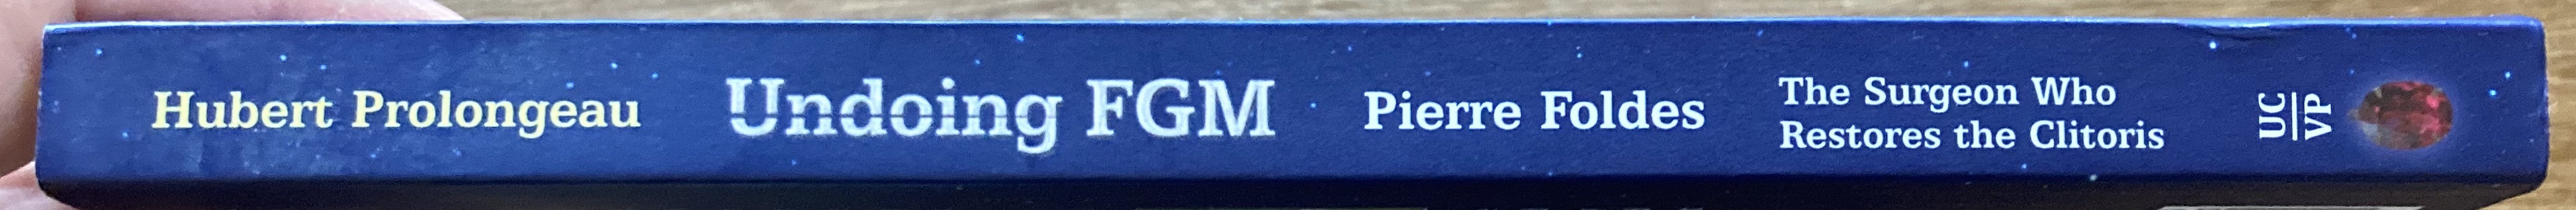 Hubert Prolongeau
Undoing FGM
Pierre Foldes
The Surgeon Who
Restores the Clitoris
UC
VP